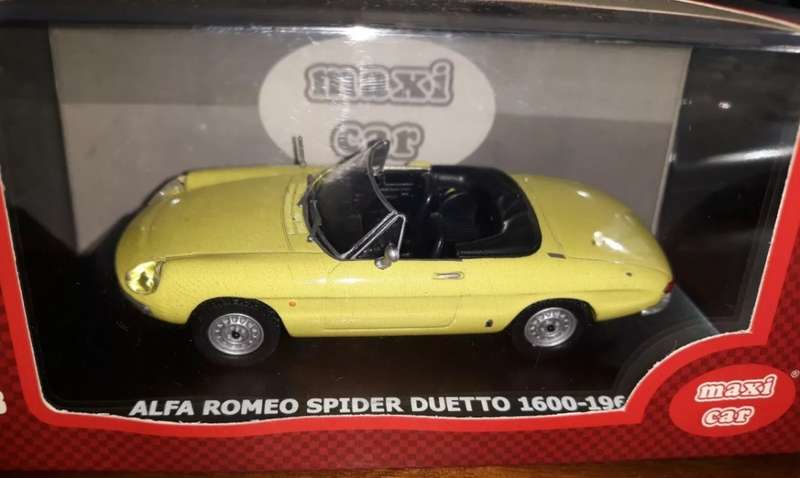 maxi
car
ALFA ROMEO SPIDER DUETTO 1600-196
maxi
car
®